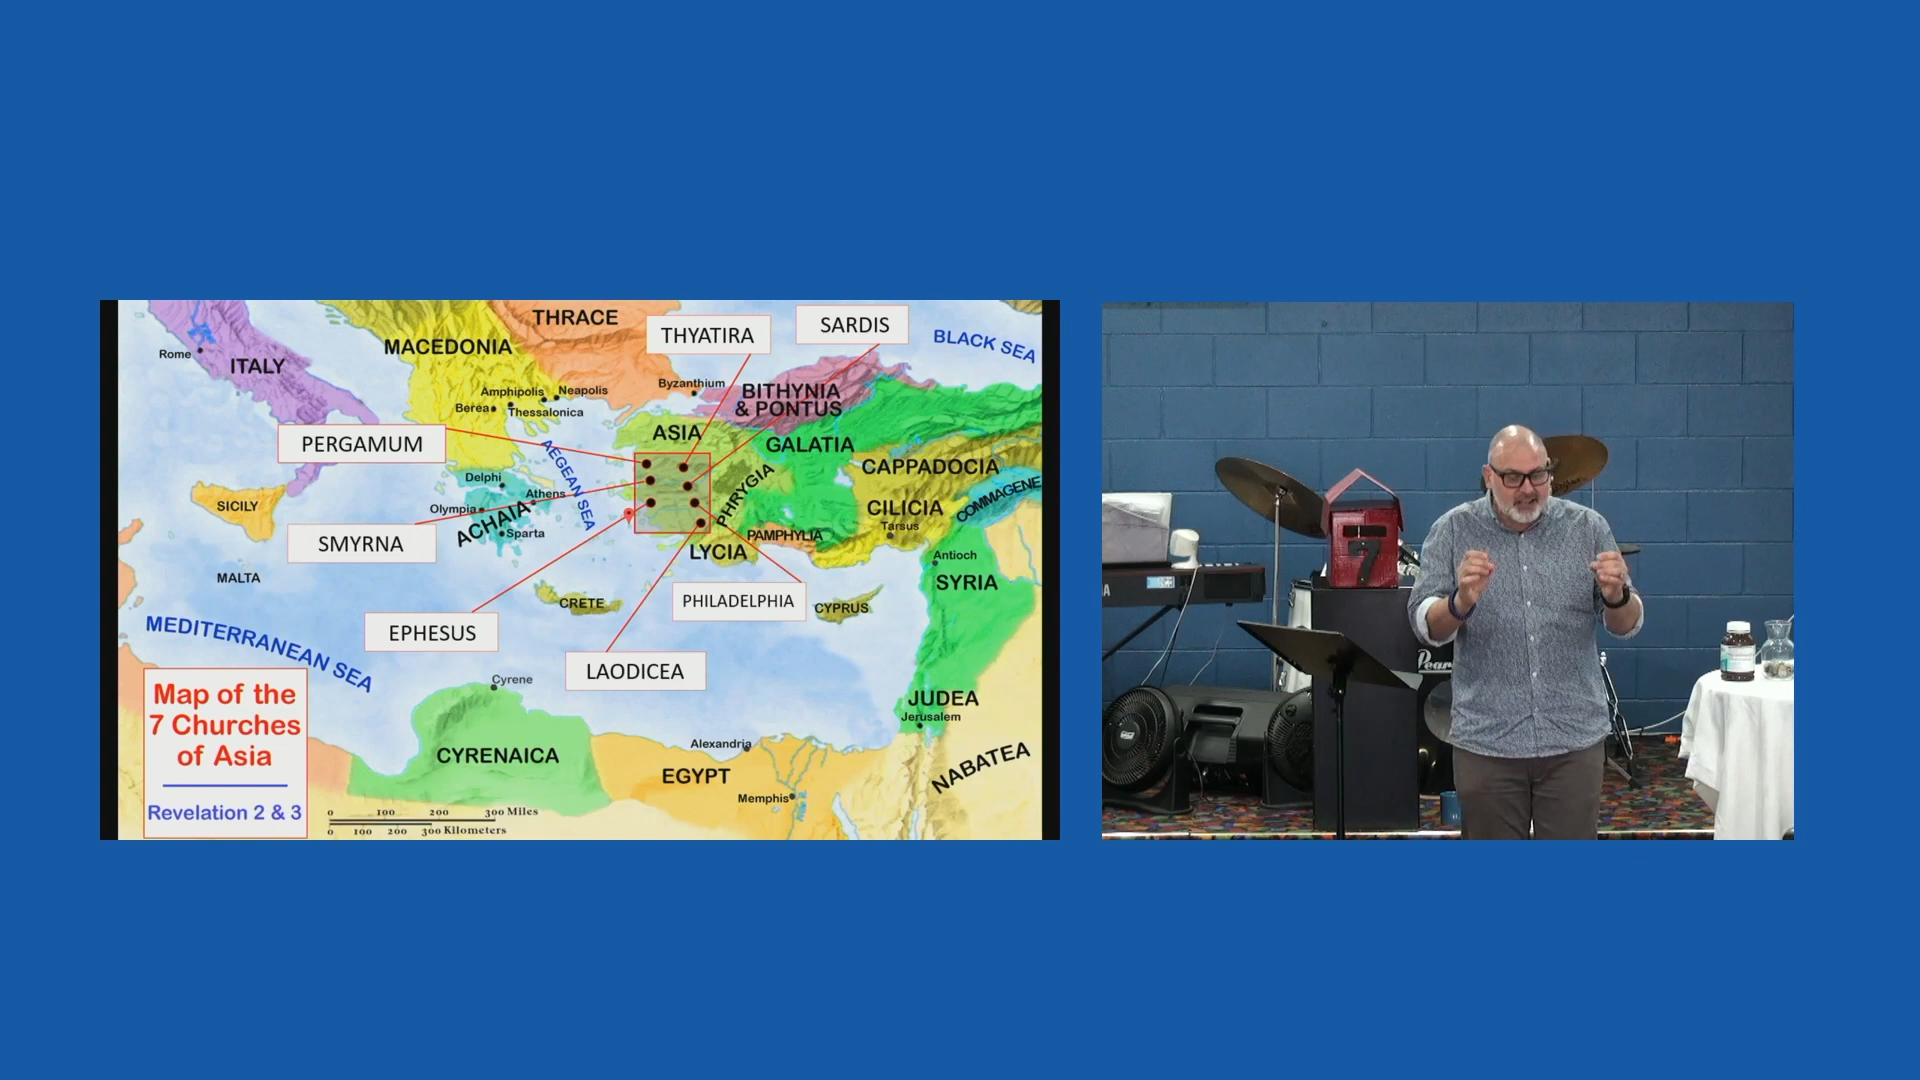 THRACE
THYATIRA
SARDIS
BLACK SEA
MACEDONIA
Rome
ITALY
Byzantium
BITHYNIA
& PONTUS
Amphipolis
Neapolis
Berea
Thessalonica
ASIA
GALATIA
PERGAMUM
AEGEAN SEA
PHRYGIA
CAPPADOCIA
COMMAGENE
Delphi
Athens
SICILY
Olympia
ACHAIA
Sparta
CILICIA
Tarsus
SMYRNA
PAMPHYLIA
LYCIA
Antioch
SYRIA
MALTA
CRETE
PHILADELPHIA
CYPRUS
EPHESUS
MEDITERRANEAN SEA
LAODICEA
Cyrene
JUDEA
Jerusalem
Map of the
7 Churches
of Asia
Revelation 2 & 3
CYRENAICA
Alexandria
EGYPT
Memphis
NABATEA
0 100 200 300 Miles
0 100 200 300 Kilometers
7
Pear